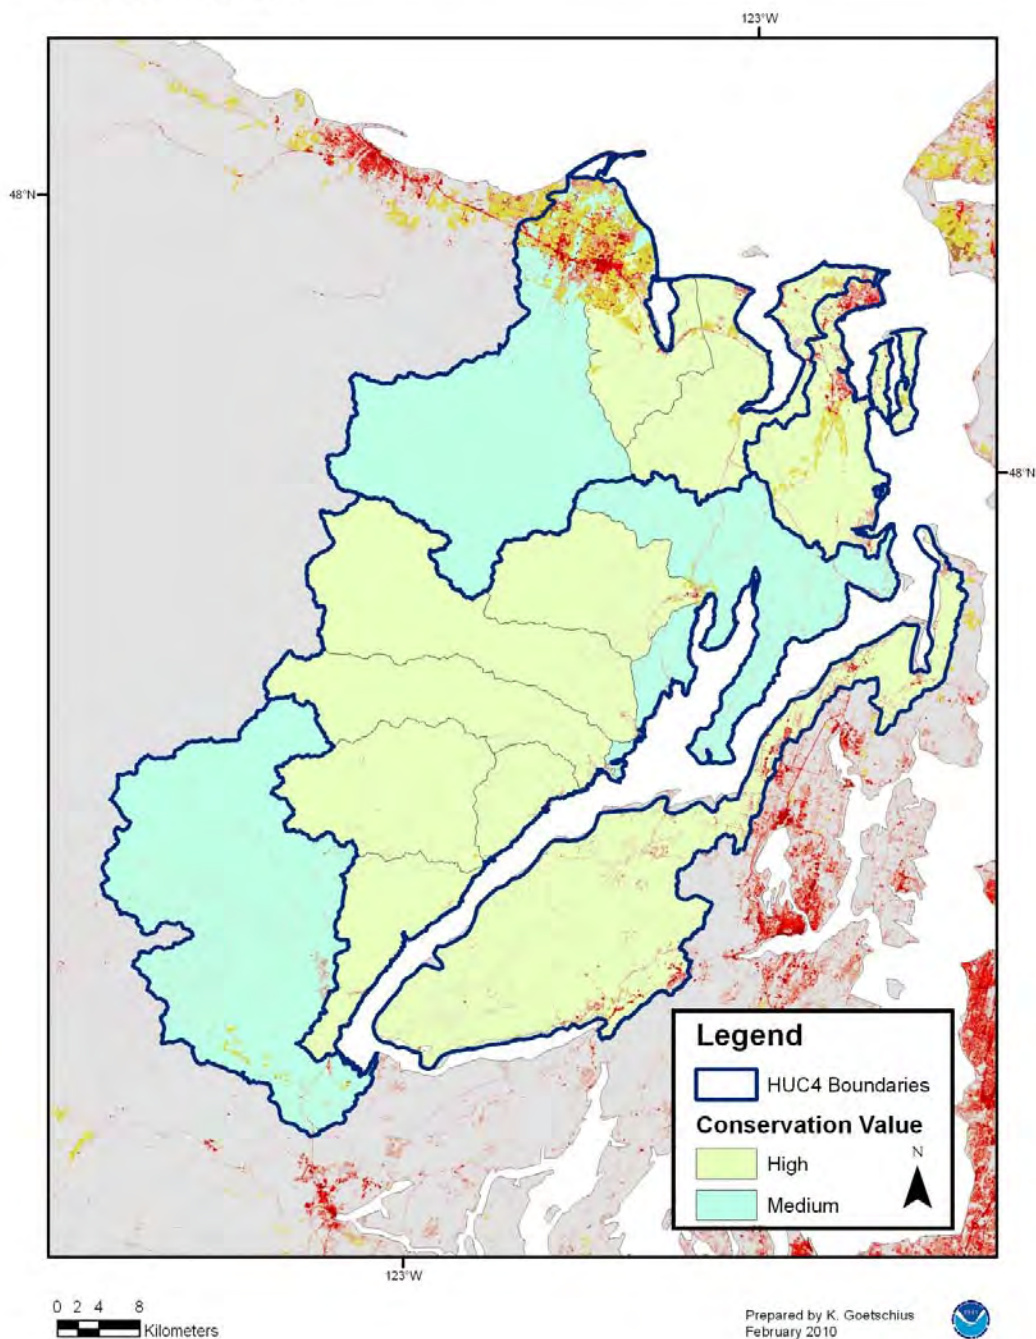 123°W
48°N
48°N
Legend
HUC4 Boundaries
Conservation Value
High
Medium
N
123°W
0 2 4 8
Kilometers
Prepared by K. Goetschius
February 2010